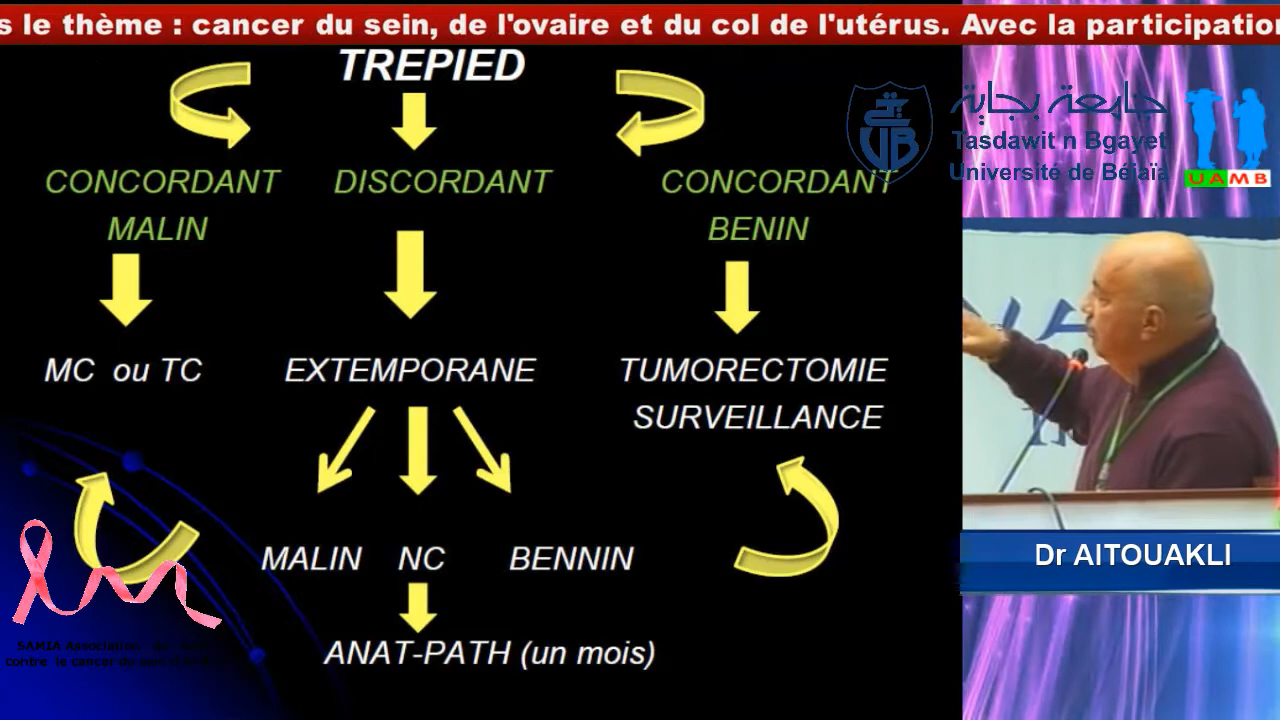 s le thème : cancer du sein, de l'ovaire et du col de l'utérus. Avec la participation
TREPIED
جامعة بجاية
Tasdawit n Bgayet
Université de Béjaïa
UAMB
CONCORDANT DISCORDANT CONCORDANT
MALIN BENIN
MC ou TC EXTEMPORANE TUMORECTOMIE
SURVEILLANCE
MALIN NC BENNIN
ANAT-PATH (un mois)
Dr AITOUAKLI
SAMIA Association
contre le cancer du sein